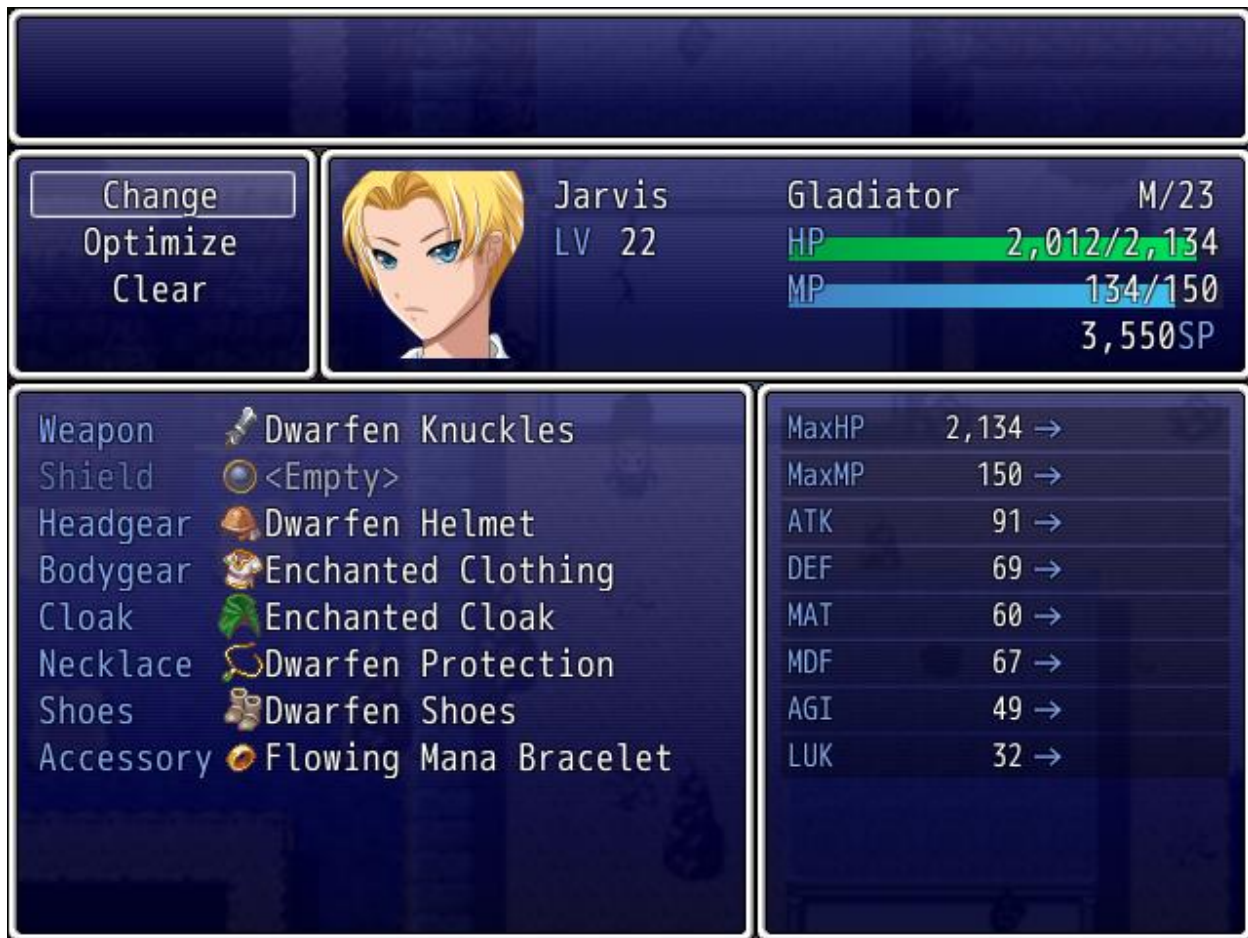 Change
Optimize
Clear
Jarvis Gladiator M/23
LV 22 HP 2,012/2,134
MP 134/150
3,550SP
Weapon Dwarfen Knuckles
Shield <Empty>
Headgear Dwarfen Helmet
Bodygear Enchanted Clothing
Cloak Enchanted Cloak
Necklace Dwarfen Protection
Shoes Dwarfen Shoes
Accessory Flowing Mana Bracelet
MaxHP 2,134 →
MaxMP 150 →
ATK 91 →
DEF 69 →
MAT 60 →
MDF 67 →
AGI 49 →
LUK 32 →